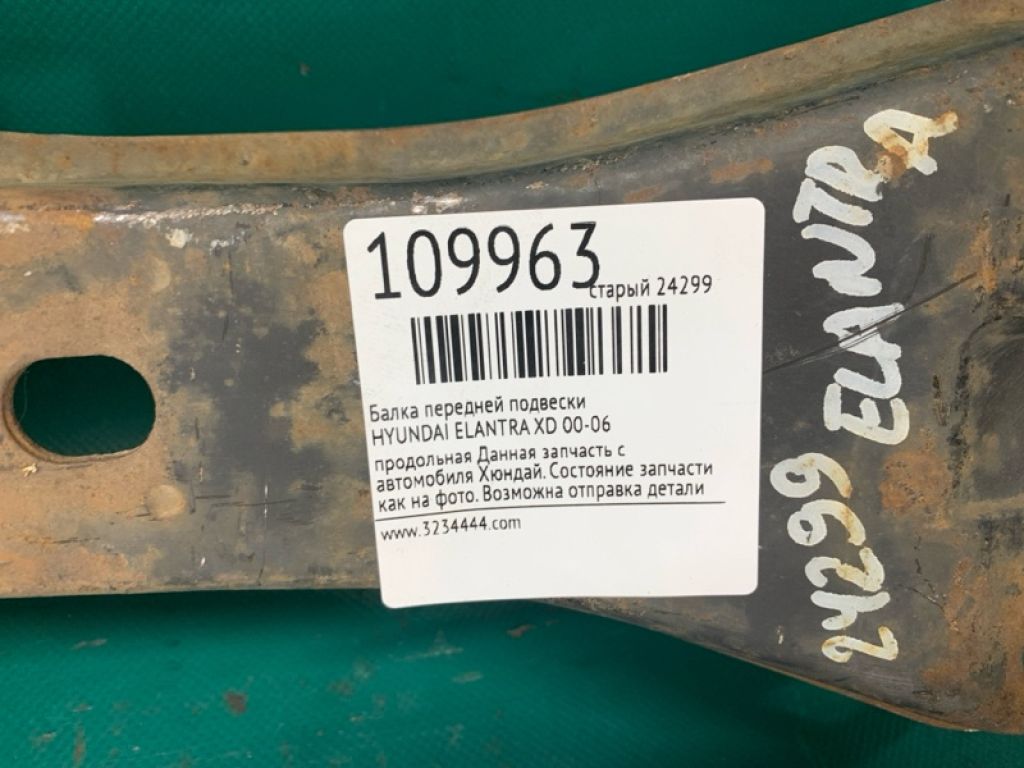 109963
старый 24299
Балка передней подвески
HYUNDAI ELANTRA XD 00-06
продольная Данная запчасть с
автомобиля Хюндай. Состояние запчасти
как на фото. Возможна отправка детали
www.3234444.com
24299 ELANTRA